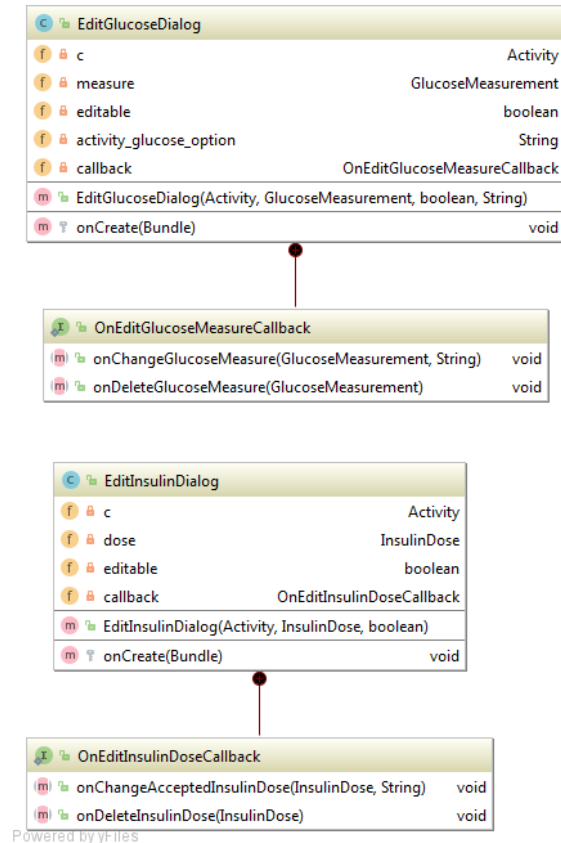 C EditGlucoseDialog
f c Activity
f measure GlucoseMeasurement
f editable boolean
f activity_glucose_option String
f callback OnEditGlucoseMeasureCallback
m EditGlucoseDialog(Activity, GlucoseMeasurement, boolean, String)
m onCreate(Bundle) void
I OnEditGlucoseMeasureCallback
m onChangeGlucoseMeasure(GlucoseMeasurement, String) void
m onDeleteGlucoseMeasure(GlucoseMeasurement) void
C EditInsulinDialog
f c Activity
f dose InsulinDose
f editable boolean
f callback OnEditInsulinDoseCallback
m EditInsulinDialog(Activity, InsulinDose, boolean)
m onCreate(Bundle) void
I OnEditInsulinDoseCallback
m onChangeAcceptedInsulinDose(InsulinDose, String) void
m onDeleteInsulinDose(InsulinDose) void
Powered by yFiles